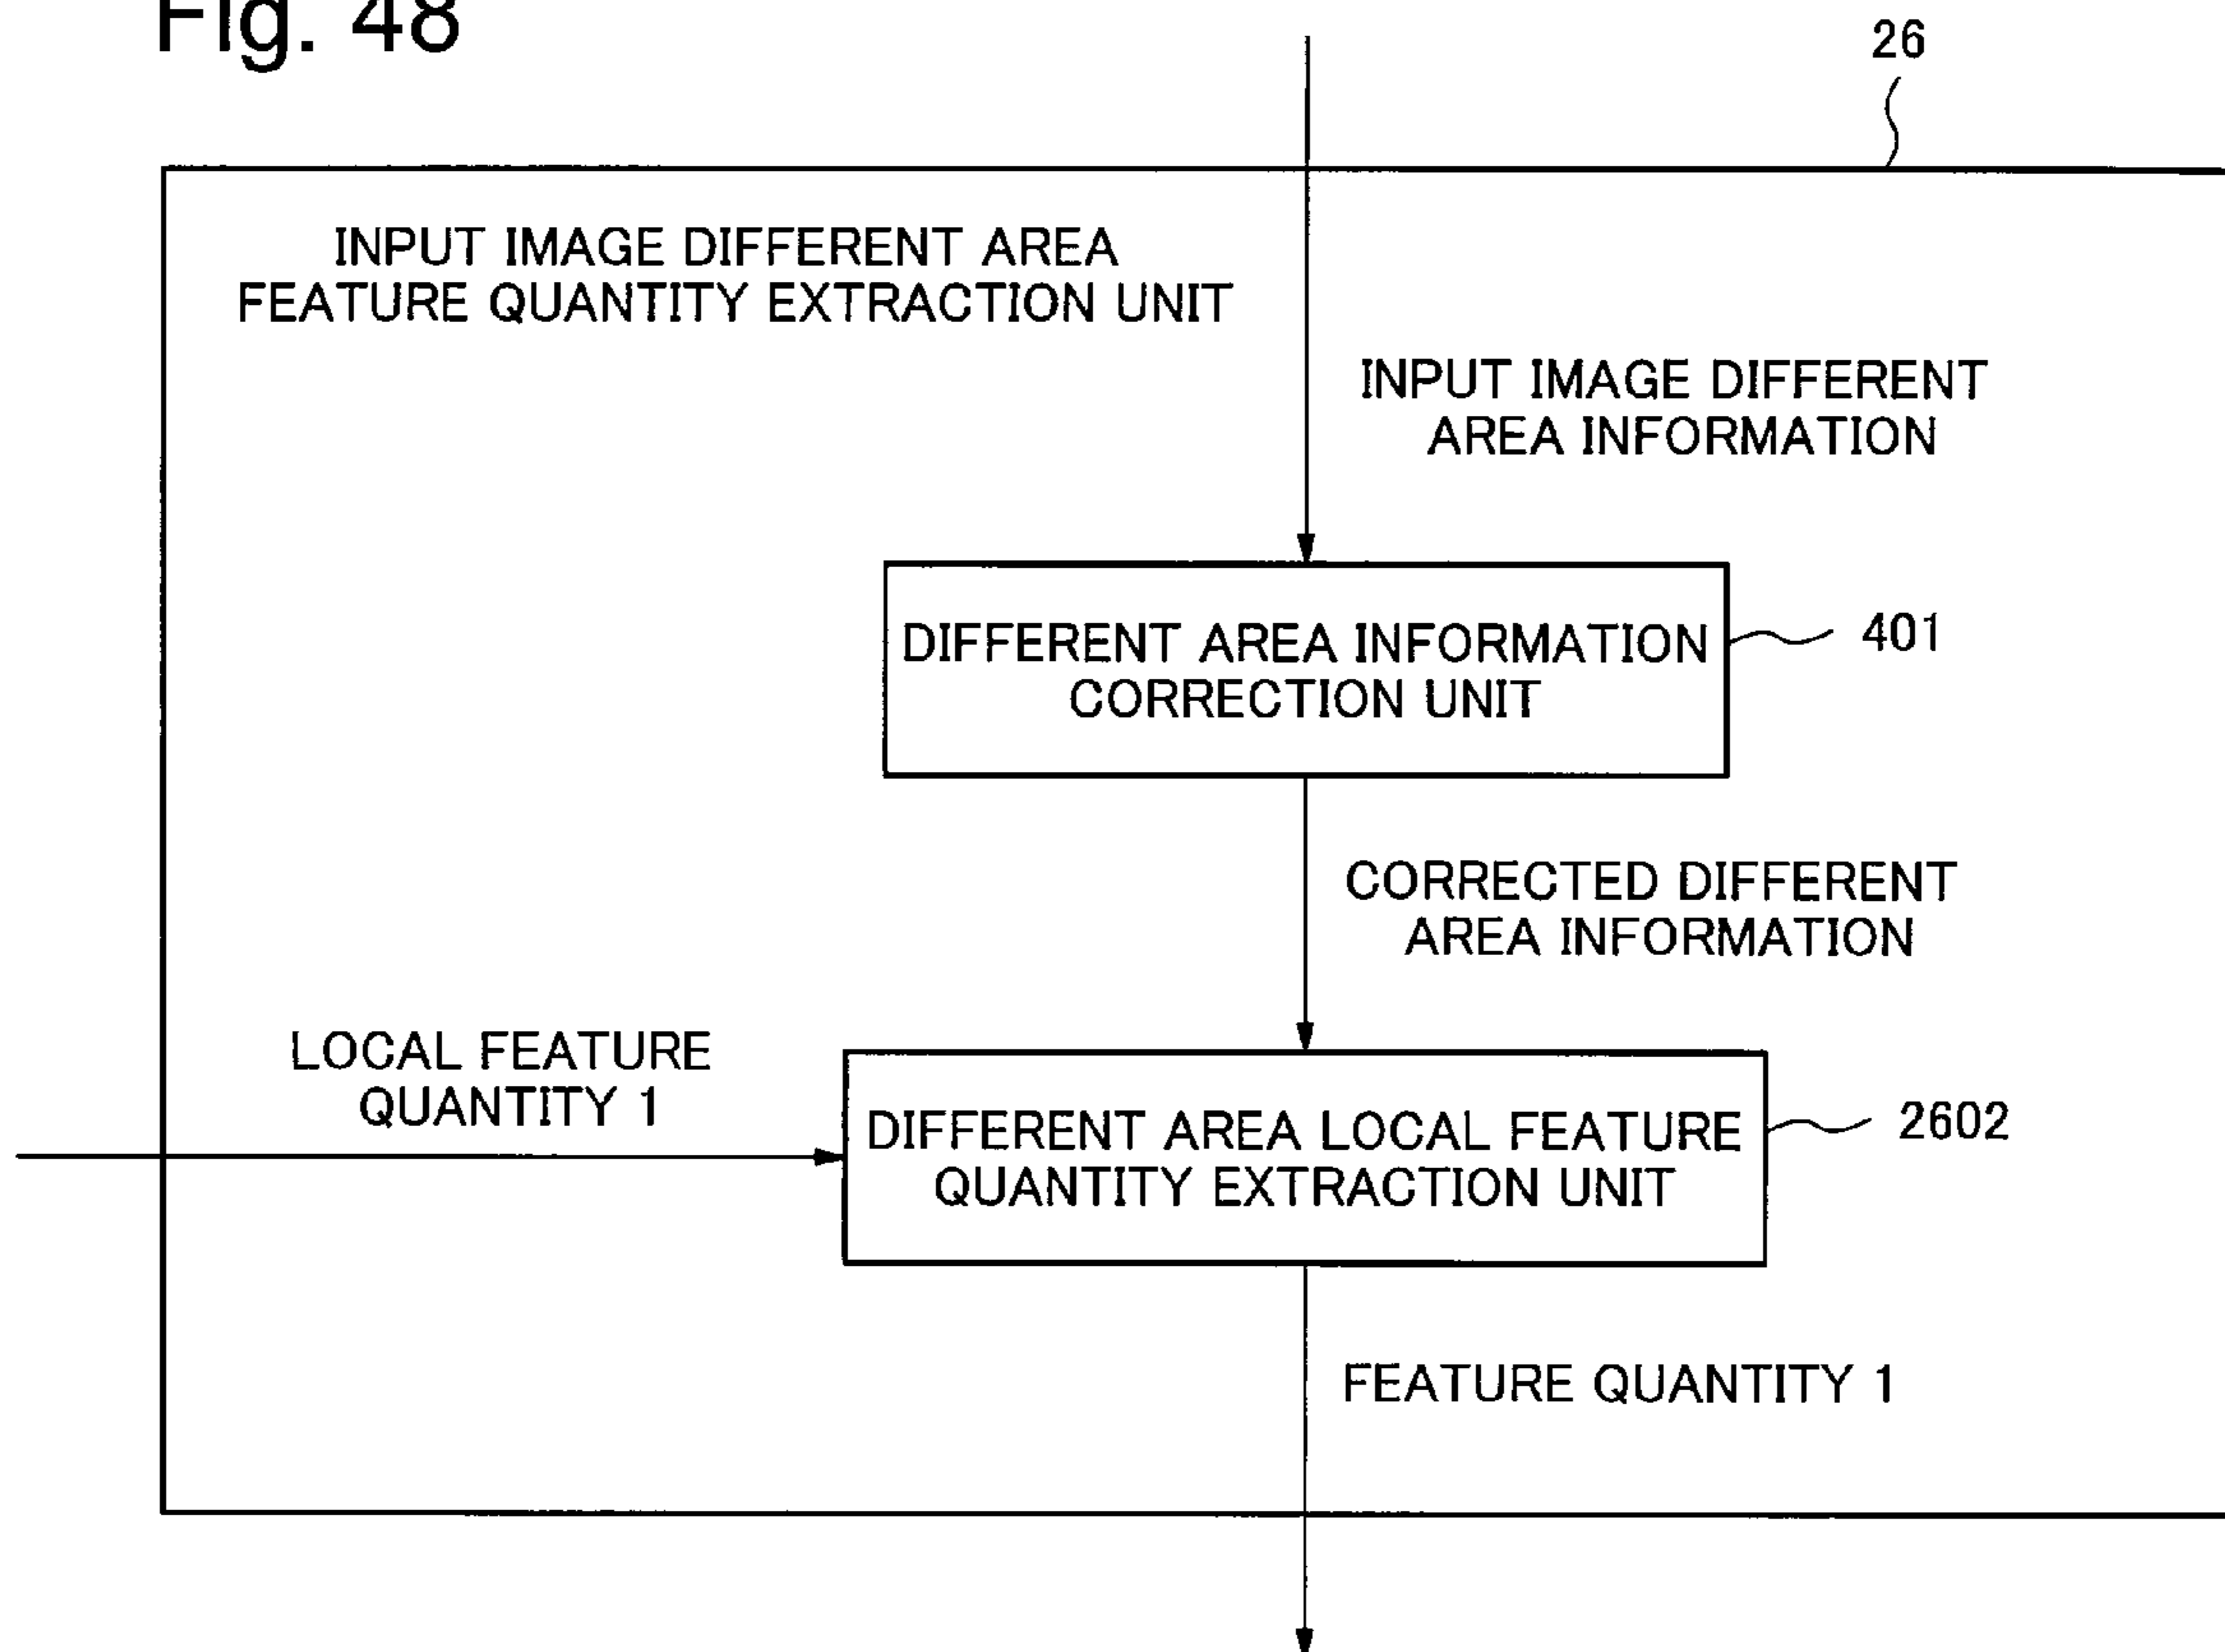 Fig. 48
26
INPUT IMAGE DIFFERENT AREA
FEATURE QUANTITY EXTRACTION UNIT
INPUT IMAGE DIFFERENT
AREA INFORMATION
DIFFERENT AREA INFORMATION
CORRECTION UNIT
401
CORRECTED DIFFERENT
AREA INFORMATION
LOCAL FEATURE
QUANTITY 1
DIFFERENT AREA LOCAL FEATURE
QUANTITY EXTRACTION UNIT
2602
FEATURE QUANTITY 1